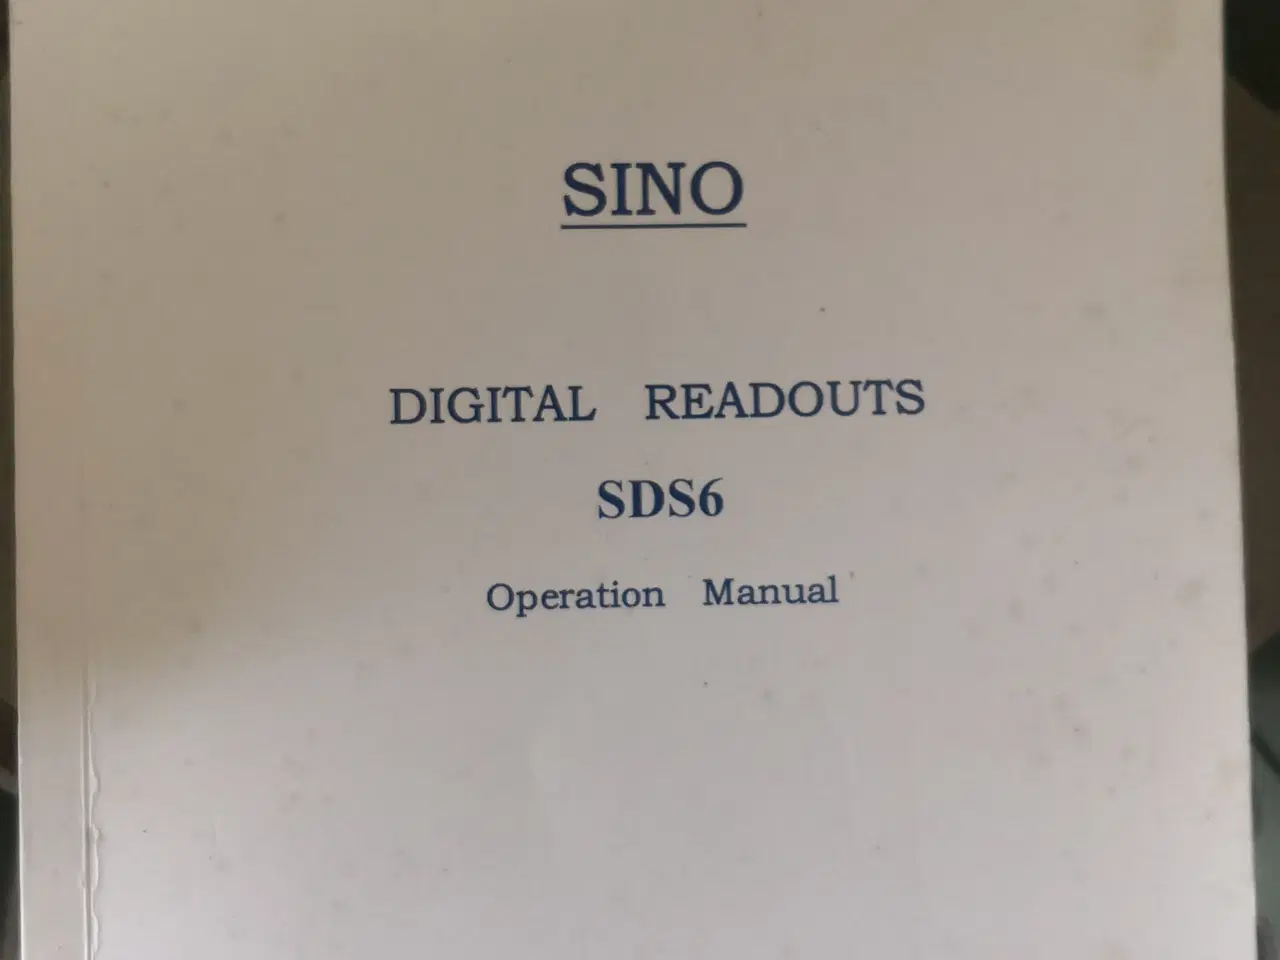 SINO
DIGITAL READOUTS
SDS6
Operation Manual